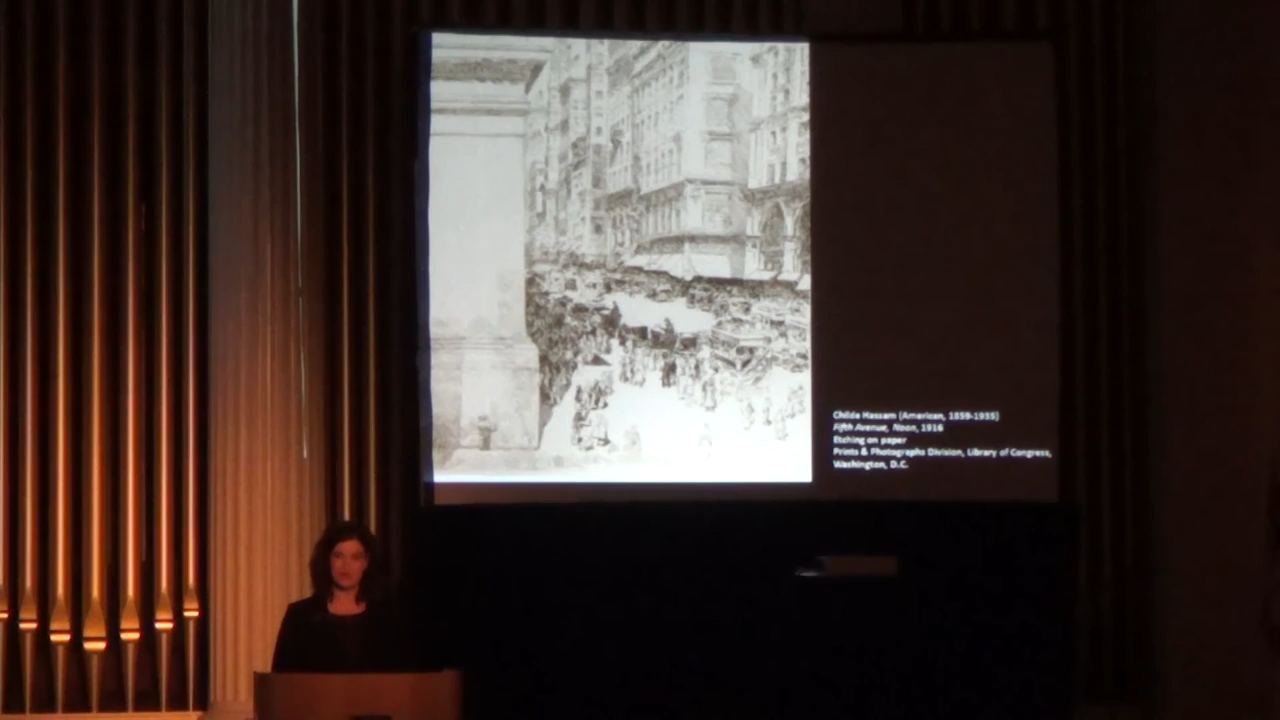 Childe Hassam (American, 1859-1935)
Fifth Avenue, Noon, 1916
Etching on paper
Prints & Photographs Division, Library of Congress,
Washington, D.C.